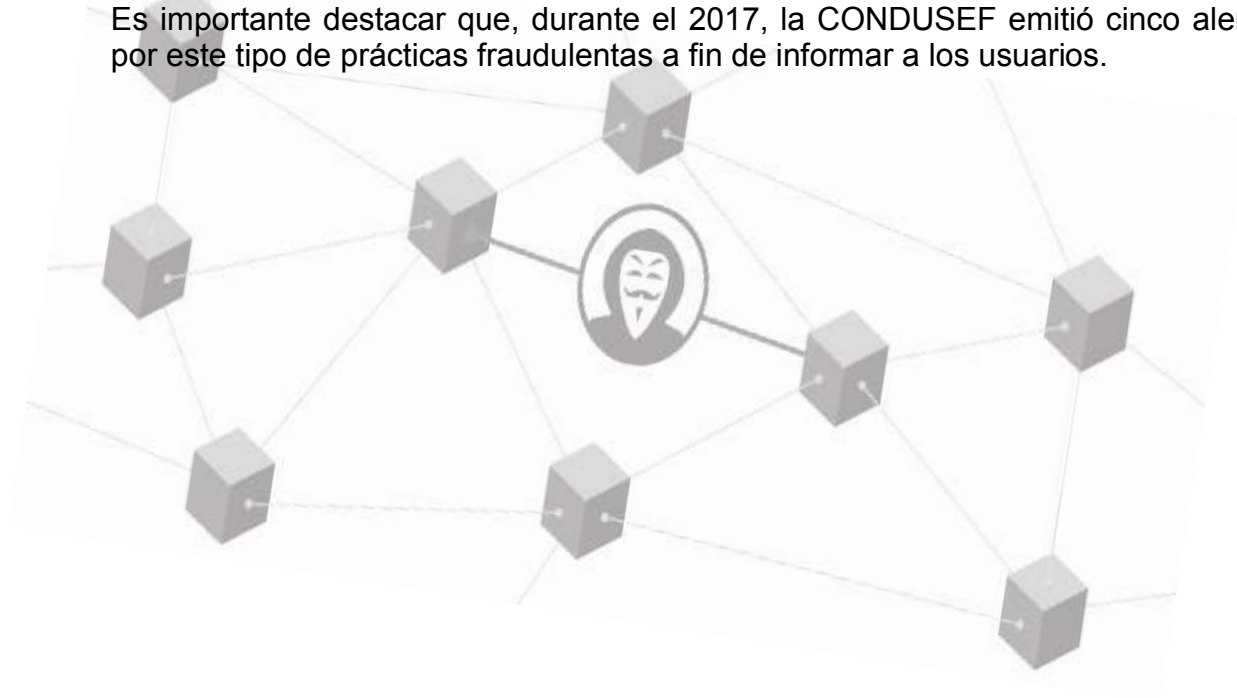 Es importante destacar que, durante el 2017, la CONDUSEF emitió cinco
por este tipo de prácticas fraudulentas a fin de informar a los usuarios.